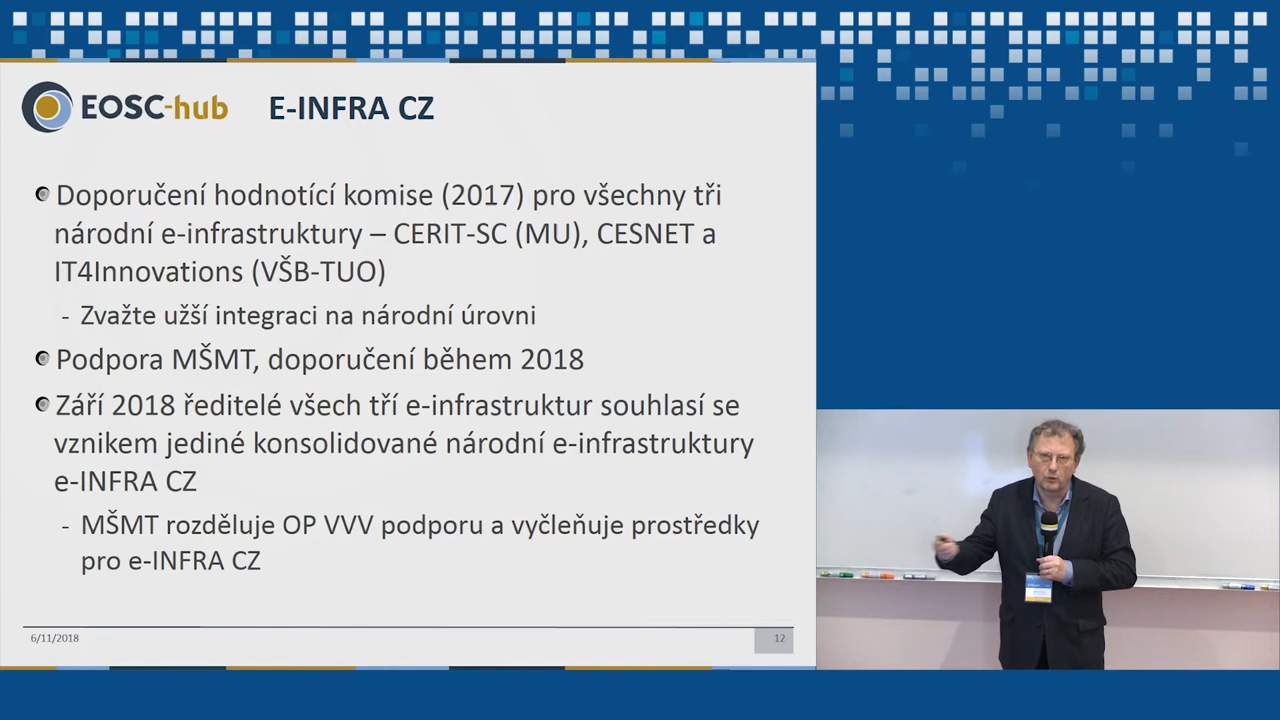 EOSC-hub E-INFRA CZ
Doporučení hodnotící komise (2017) pro všechny tři
národní e-infrastruktury – CERIT-SC (MU), CESNET a
IT4Innovations (VŠB-TUO)
- Zvažte užší integraci na národní úrovni
Podpora MŠMT, doporučení během 2018
Září 2018 ředitelé všech tří e-infrastruktur souhlasí se
vznikem jediné konsolidované národní e-infrastruktury
e-INFRA CZ
- MŠMT rozděluje OP VVV podporu a vyčleňuje prostředky
pro e-INFRA CZ
6/11/2018 12